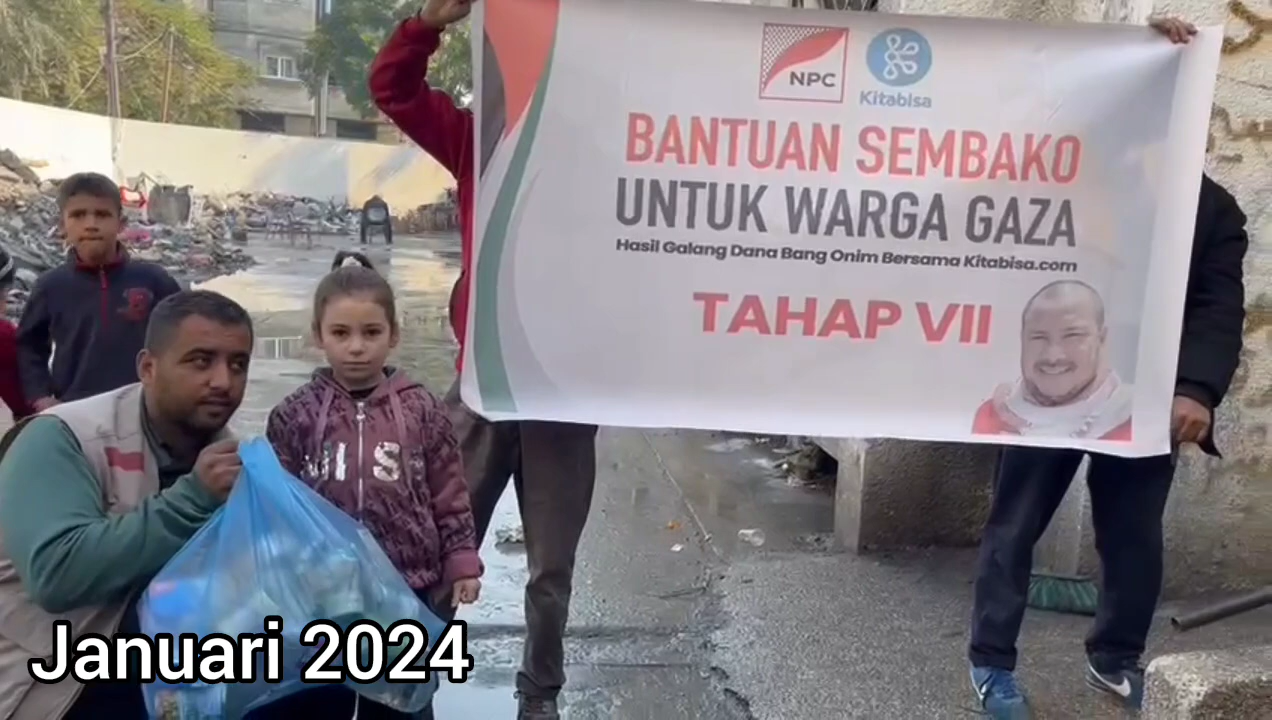 NPC
Kitabisa
BANTUAN SEMBAKO
UNTUK WARGA GAZA
Hasil Galang Dana Bang Onim Bersama Kitabisa.com
TAHAP VII
Januari 2024